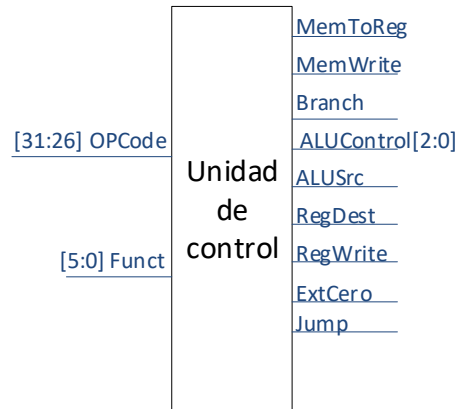 MemToReg
MemWrite
Branch
[31:26] OPCode
ALUControl[2:0]
Unidad
de
control
ALUSrc
RegDest
[5:0] Funct
RegWrite
ExtCero
Jump